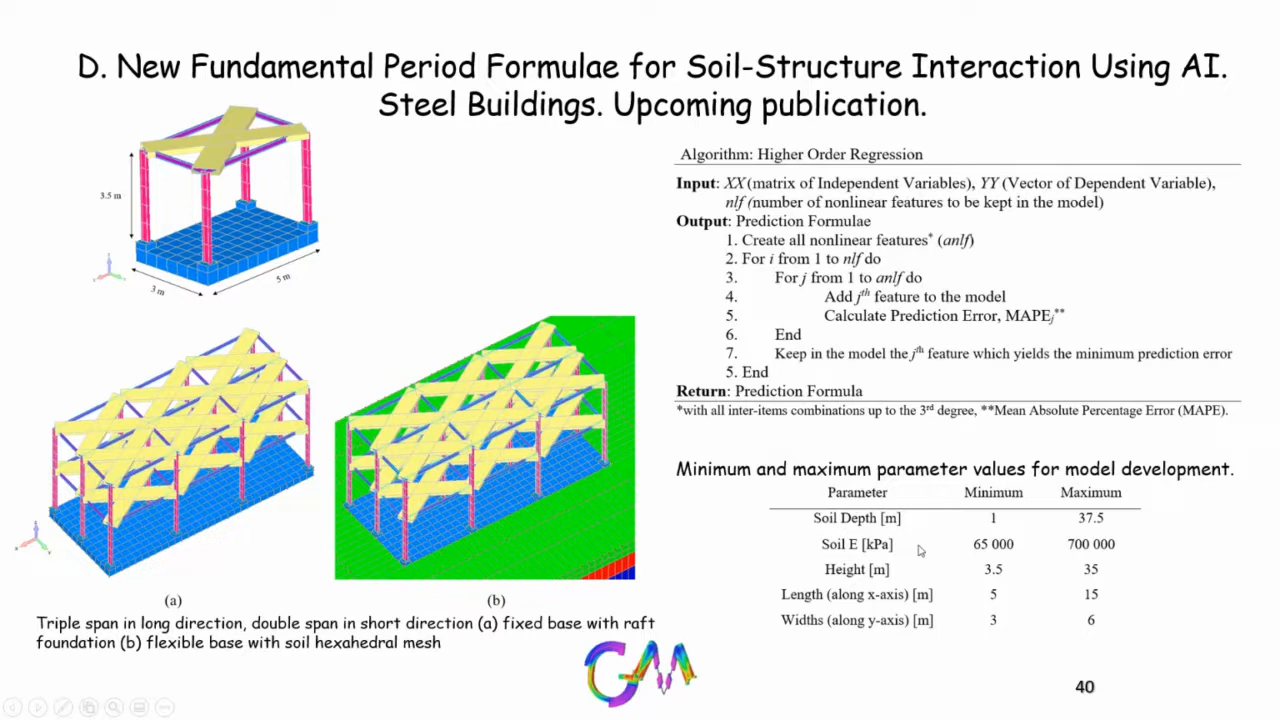 D. New Fundamental Period Formulae for Soil-Structure Interaction Using AI.
Steel Buildings. Upcoming publication.
3.5 m
3 m
5 m
(a)
(b)
Triple span in long direction, double span in short direction (a) fixed base with raft
foundation (b) flexible base with soil hexahedral mesh
Algorithm: Higher Order Regression
Input: XX (matrix of Independent Variables), YY (Vector of Dependent Variable),
nlf (number of nonlinear features to be kept in the model)
Output: Prediction Formulae
1. Create all nonlinear features* (anlf)
2. For i from 1 to nlf do
3. For j from 1 to anlf do
4. Add jth feature to the model
5. Calculate Prediction Error, MAPEj**
6. End
7. Keep in the model the jth feature which yields the minimum prediction error
5. End
Return: Prediction Formula
*with all inter-items combinations up to the 3rd degree, **Mean Absolute Percentage Error (MAPE).
Minimum and maximum parameter values for model development.
Parameter Minimum Maximum
Soil Depth [m] 1 37.5
Soil E [kPa] 65 000 700 000
Height [m] 3.5 35
Length (along x-axis) [m] 5 15
Widths (along y-axis) [m] 3 6
40